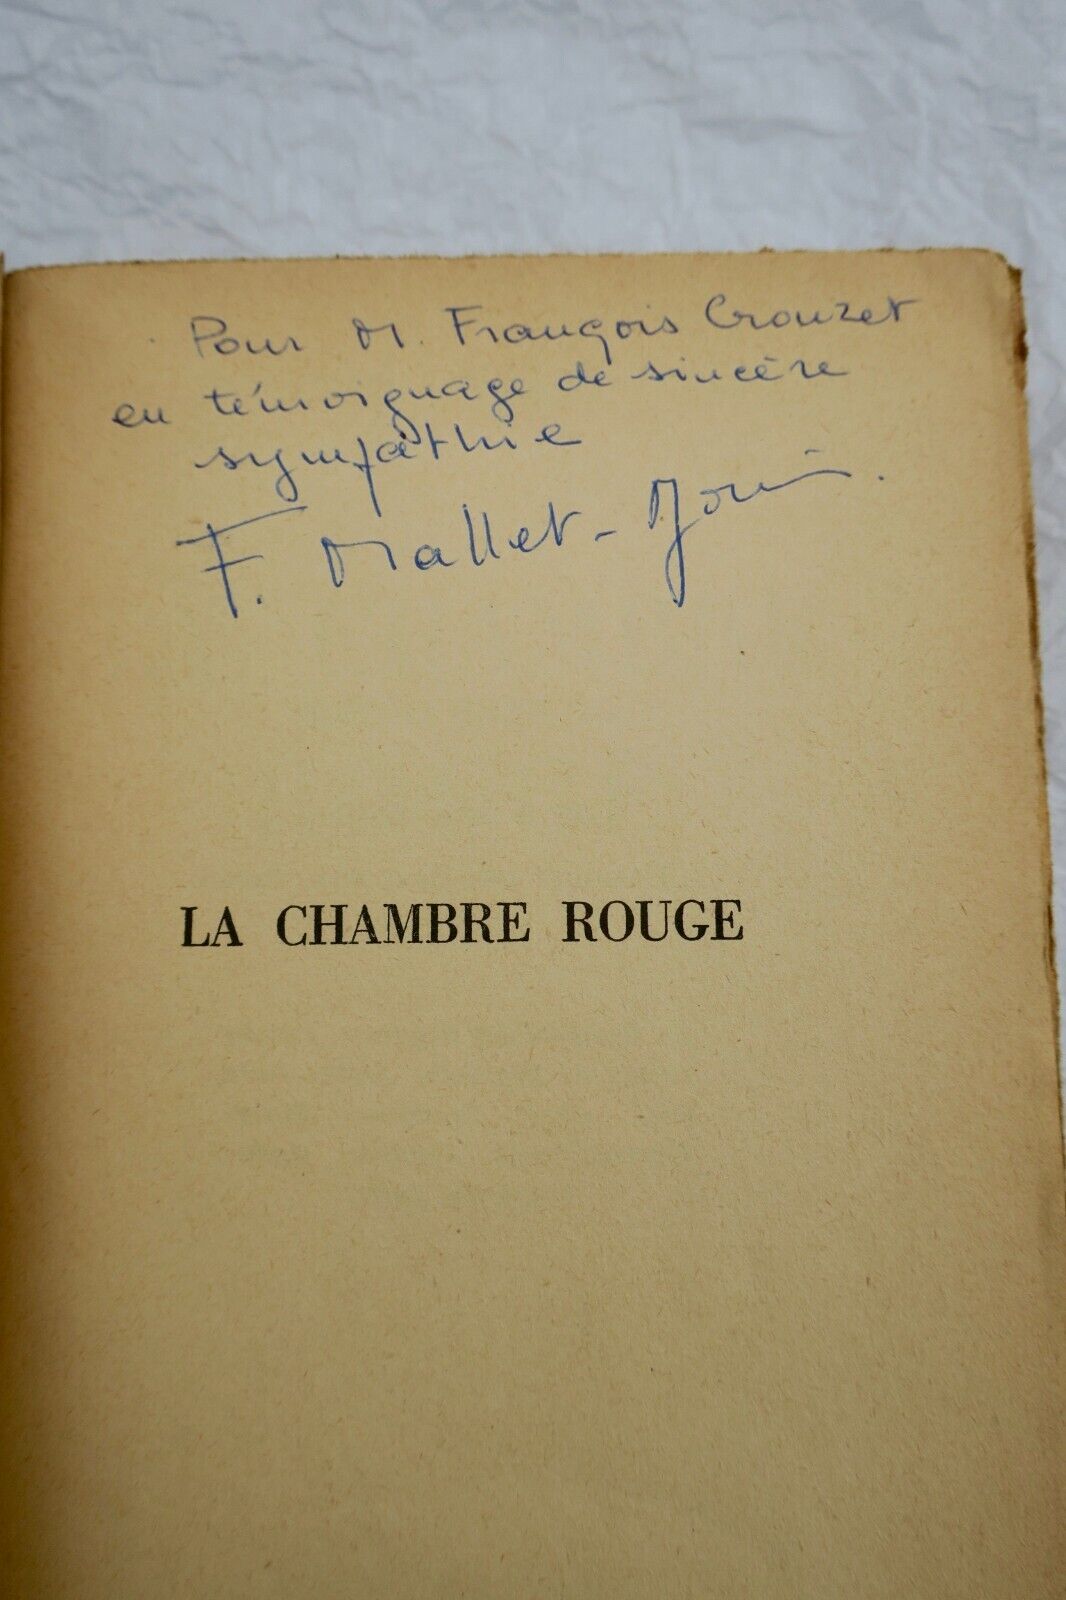 Pour M. François Crouzet
en témoignage de sincère
sympathie
F. Mallet-Joris.
LA CHAMBRE ROUGE